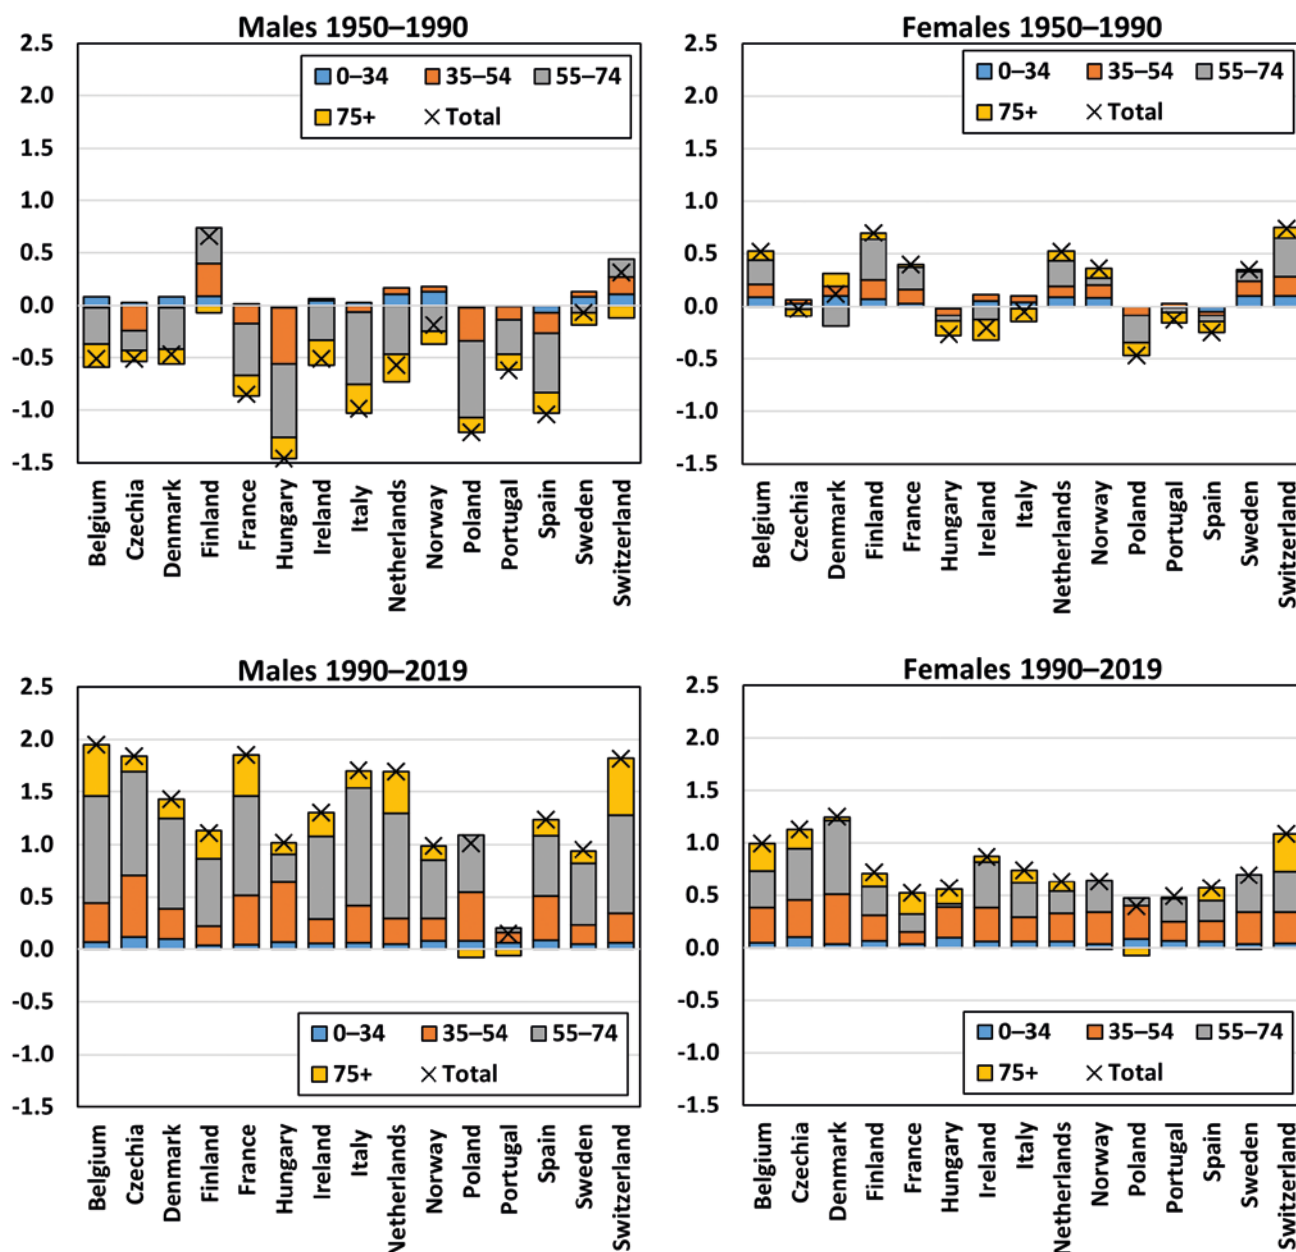 Males 1950–1990
2.5
2.0
1.5
1.0
0.5
0.0
-0.5
-1.0
-1.5
0–34 35–54 55–74
75+ Total
Belgium
Czechia
Denmark
Finland
France
Hungary
Ireland
Italy
Netherlands
Norway
Poland
Portugal
Spain
Sweden
Switzerland
Females 1950–1990
2.5
2.0
1.5
1.0
0.5
0.0
-0.5
-1.0
-1.5
0–34 35–54 55–74
75+ Total
Belgium
Czechia
Denmark
Finland
France
Hungary
Ireland
Italy
Netherlands
Norway
Poland
Portugal
Spain
Sweden
Switzerland
Males 1990–2019
2.5
2.0
1.5
1.0
0.5
0.0
-0.5
-1.0
-1.5
0–34 35–54 55–74
75+ Total
Belgium
Czechia
Denmark
Finland
France
Hungary
Ireland
Italy
Netherlands
Norway
Poland
Portugal
Spain
Sweden
Switzerland
Females 1990–2019
2.5
2.0
1.5
1.0
0.5
0.0
-0.5
-1.0
-1.5
0–34 35–54 55–74
75+ Total
Belgium
Czechia
Denmark
Finland
France
Hungary
Ireland
Italy
Netherlands
Norway
Poland
Portugal
Spain
Sweden
Switzerland